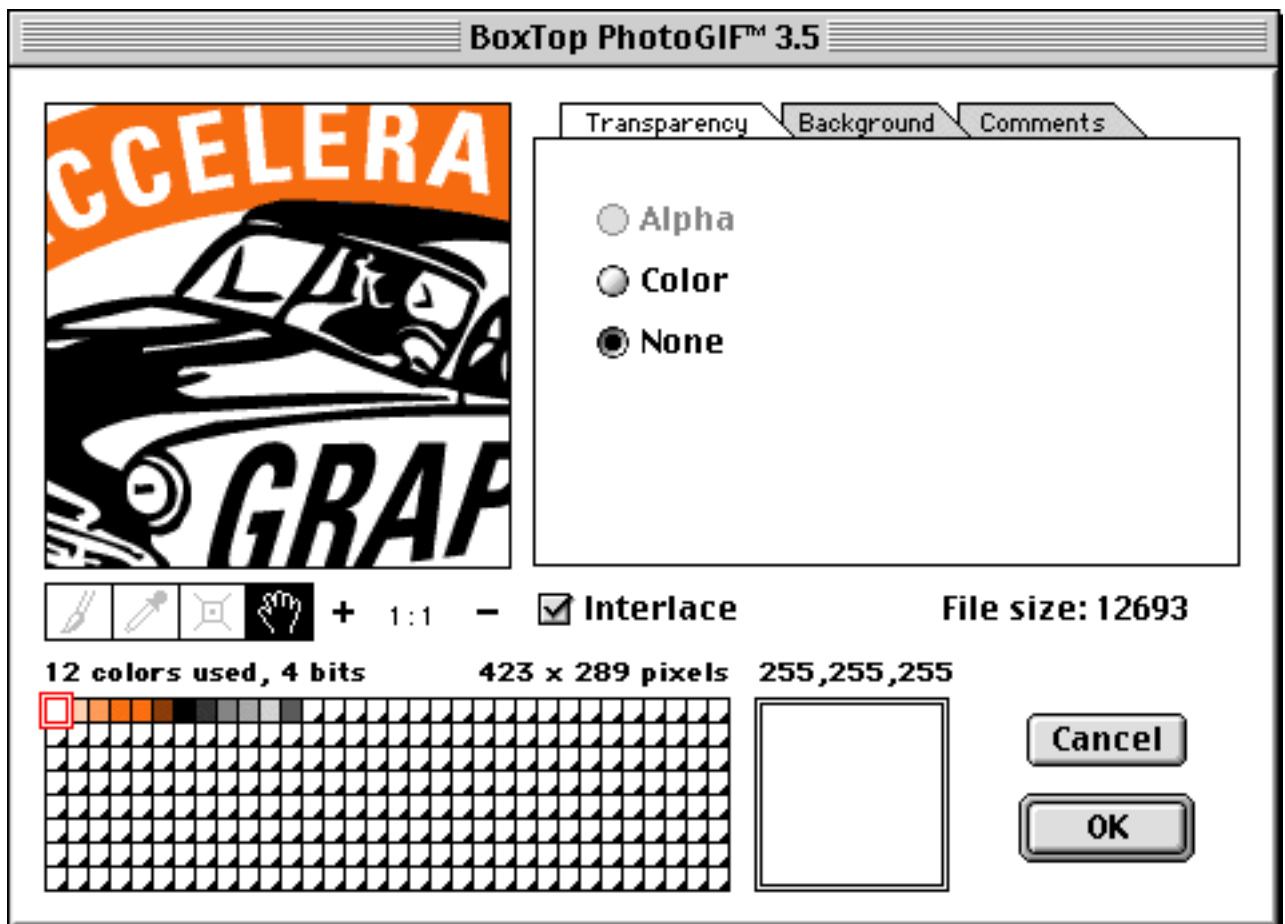 BoxTop PhotoGIF™ 3.5
CCELERA
GRAP
Transparency
Background
Comments
Alpha
Color
None
+ 1:1 −
Interlace
File size: 12693
12 colors used, 4 bits
423 x 289 pixels
255,255,255
Cancel
OK